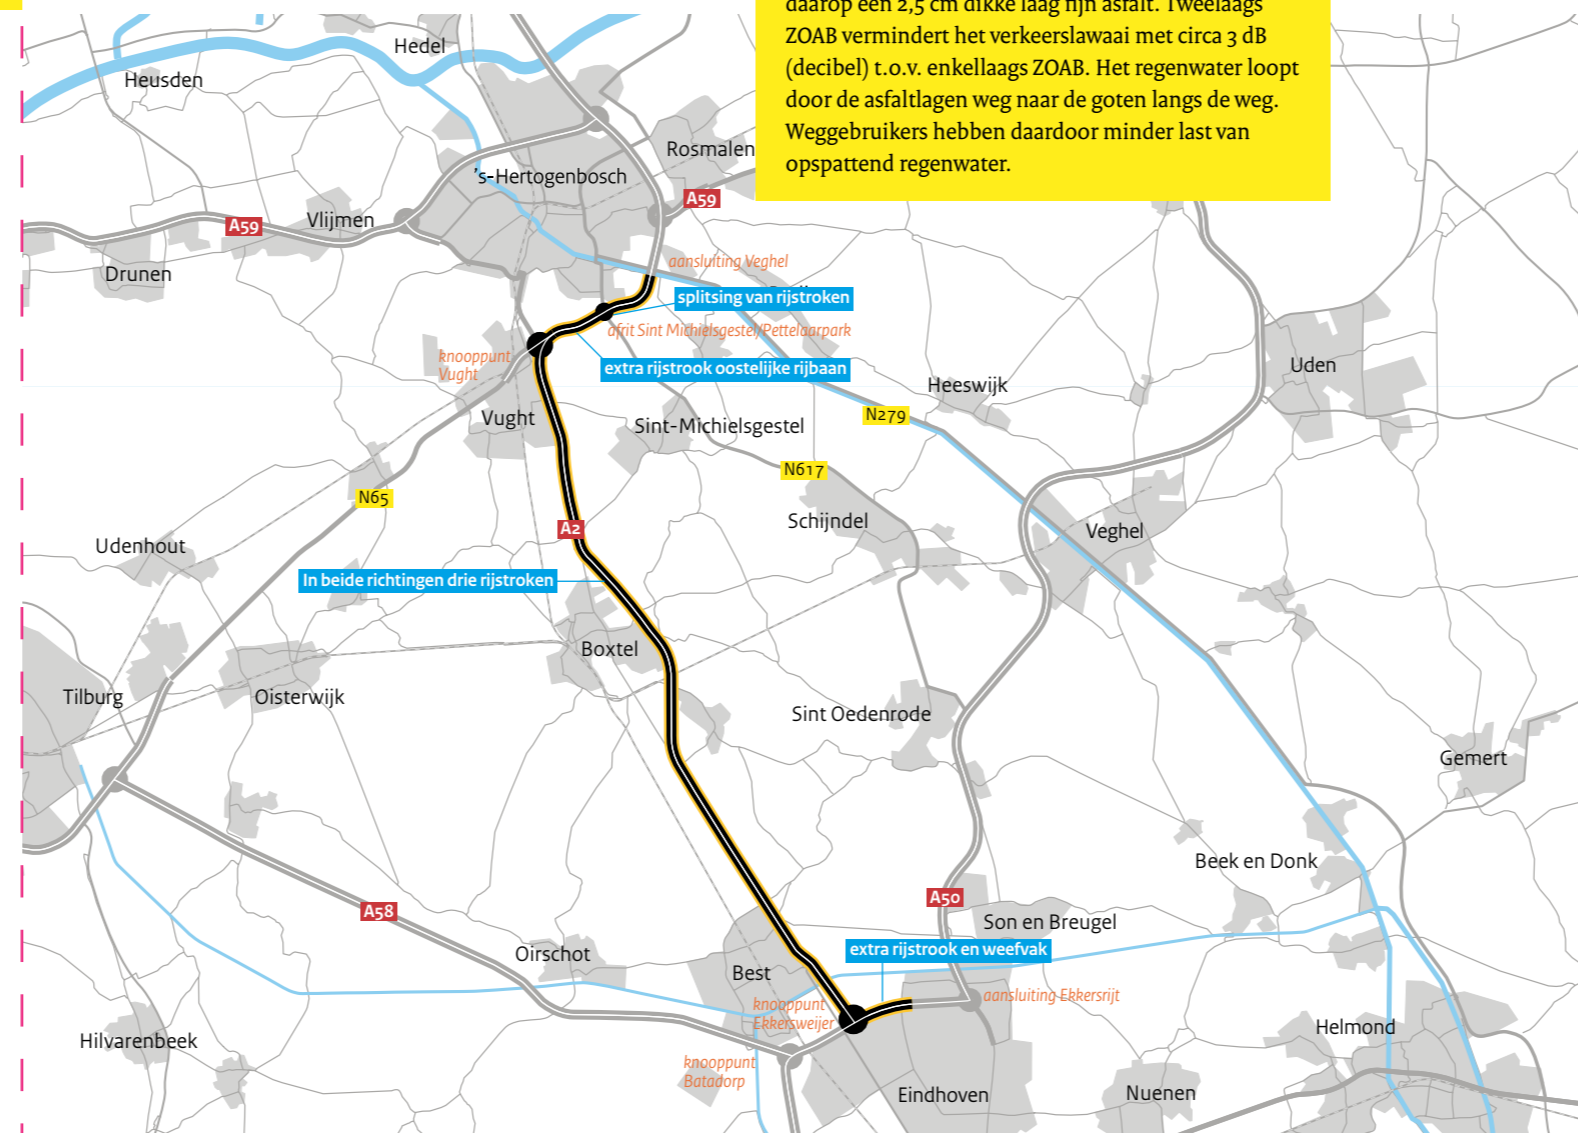 daarop een 2,5 cm dikke laag fijn asfalt. Tweelaags
ZOAB vermindert het verkeerslawaai met circa 3 dB
(decibel) t.o.v. enkellaags ZOAB. Het regenwater loopt
door de asfaltlagen weg naar de goten langs de weg.
Weggebruikers hebben daardoor minder last van
opspattend regenwater.
Hedel
Heusden
Rosmalen
's-Hertogenbosch
A59
Vlijmen
A59
Drunen
aansluiting Veghel
splitsing van rijstroken
afrit Sint Michielsgestel/Pettelaarpark
knooppunt
Vught
extra rijstrook oostelijke rijbaan
Uden
Heeswijk
N279
Vught
Sint-Michielsgestel
N617
N65
Schijndel
A2
Veghel
Udenhout
In beide richtingen drie rijstroken
Boxtel
Tilburg
Oisterwijk
Sint Oedenrode
Gemert
Beek en Donk
A50
A58
Son en Breugel
extra rijstrook en weefvak
Oirschot
Best
knooppunt
Ekkersweijer
aansluiting Ekkersrijt
Helmond
Hilvarenbeek
knooppunt
Batadorp
Eindhoven
Nuenen